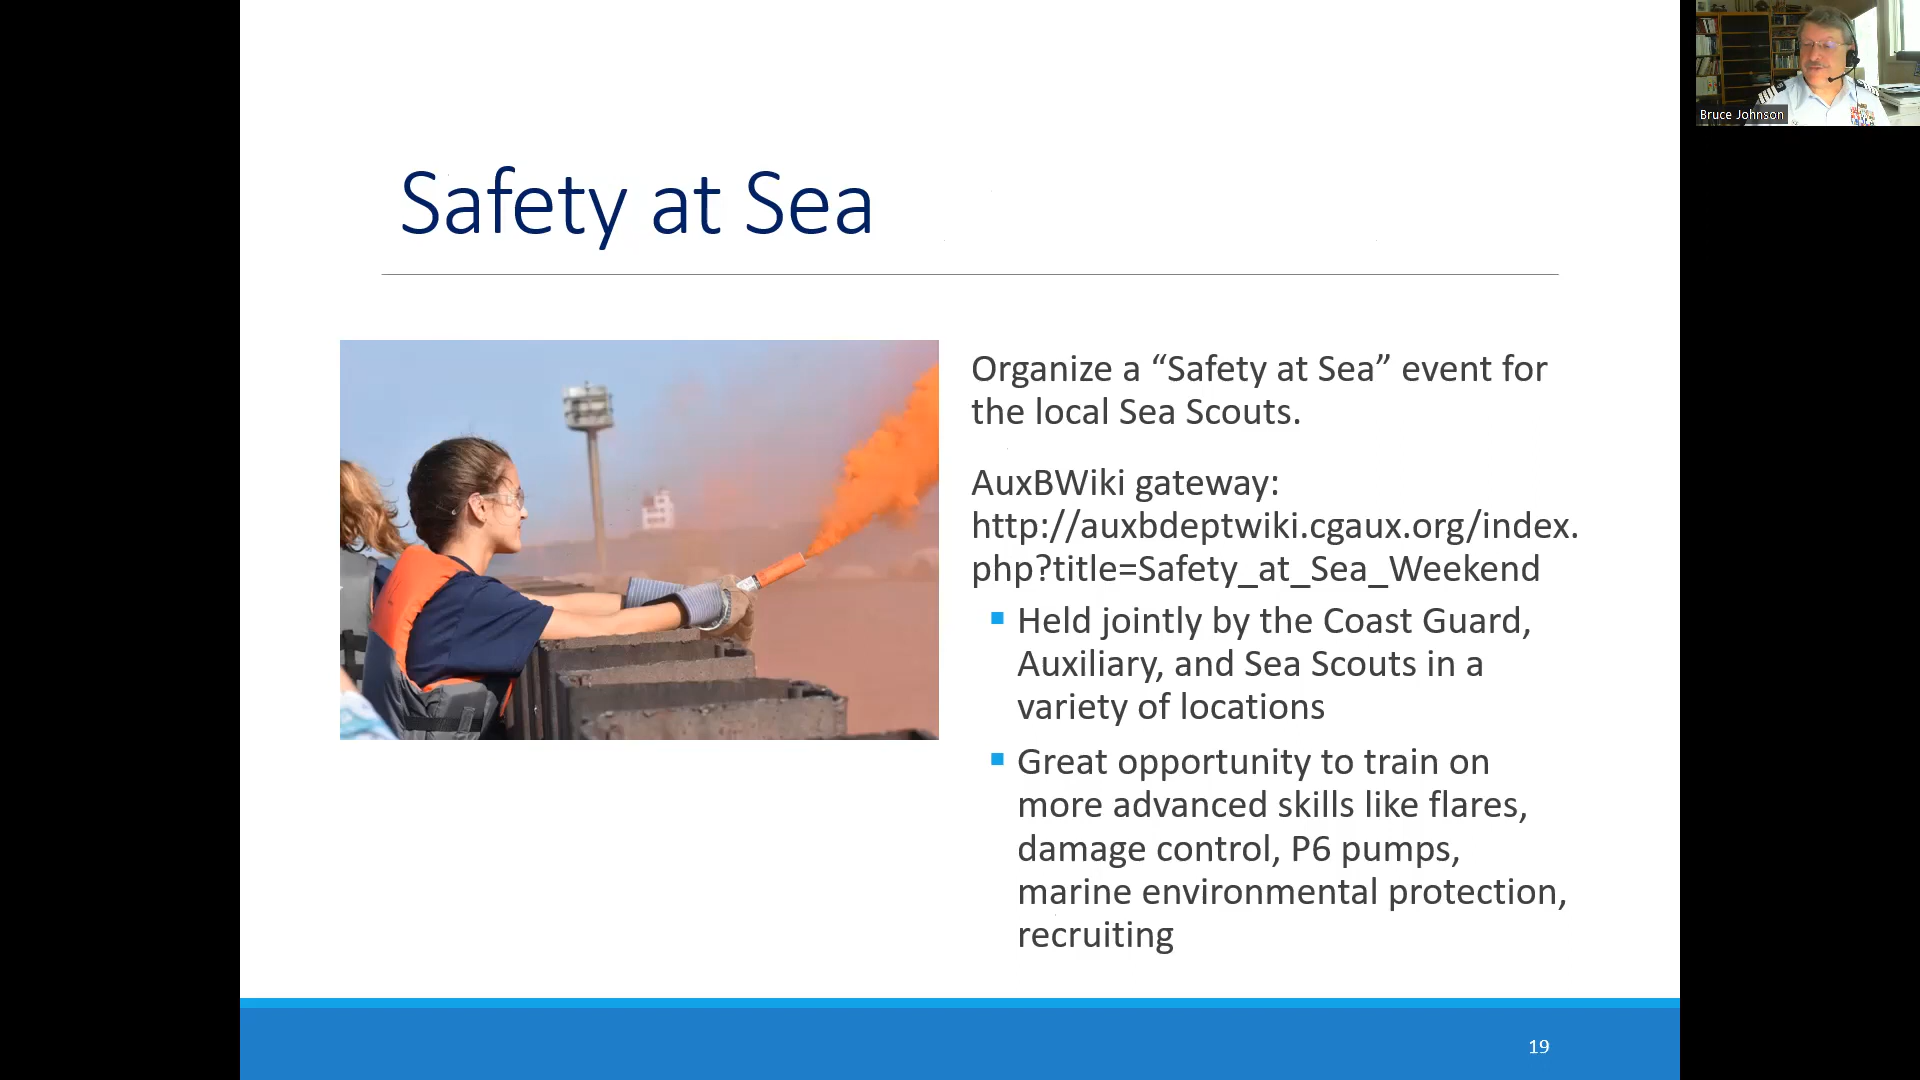 Bruce Johnson
Safety at Sea
Organize a “Safety at Sea” event for
the local Sea Scouts.
AuxBWiki gateway:
http://auxbdeptwiki.cgaux.org/index.
php?title=Safety_at_Sea_Weekend
Held jointly by the Coast Guard,
Auxiliary, and Sea Scouts in a
variety of locations
Great opportunity to train on
more advanced skills like flares,
damage control, P6 pumps,
marine environmental protection,
recruiting
19